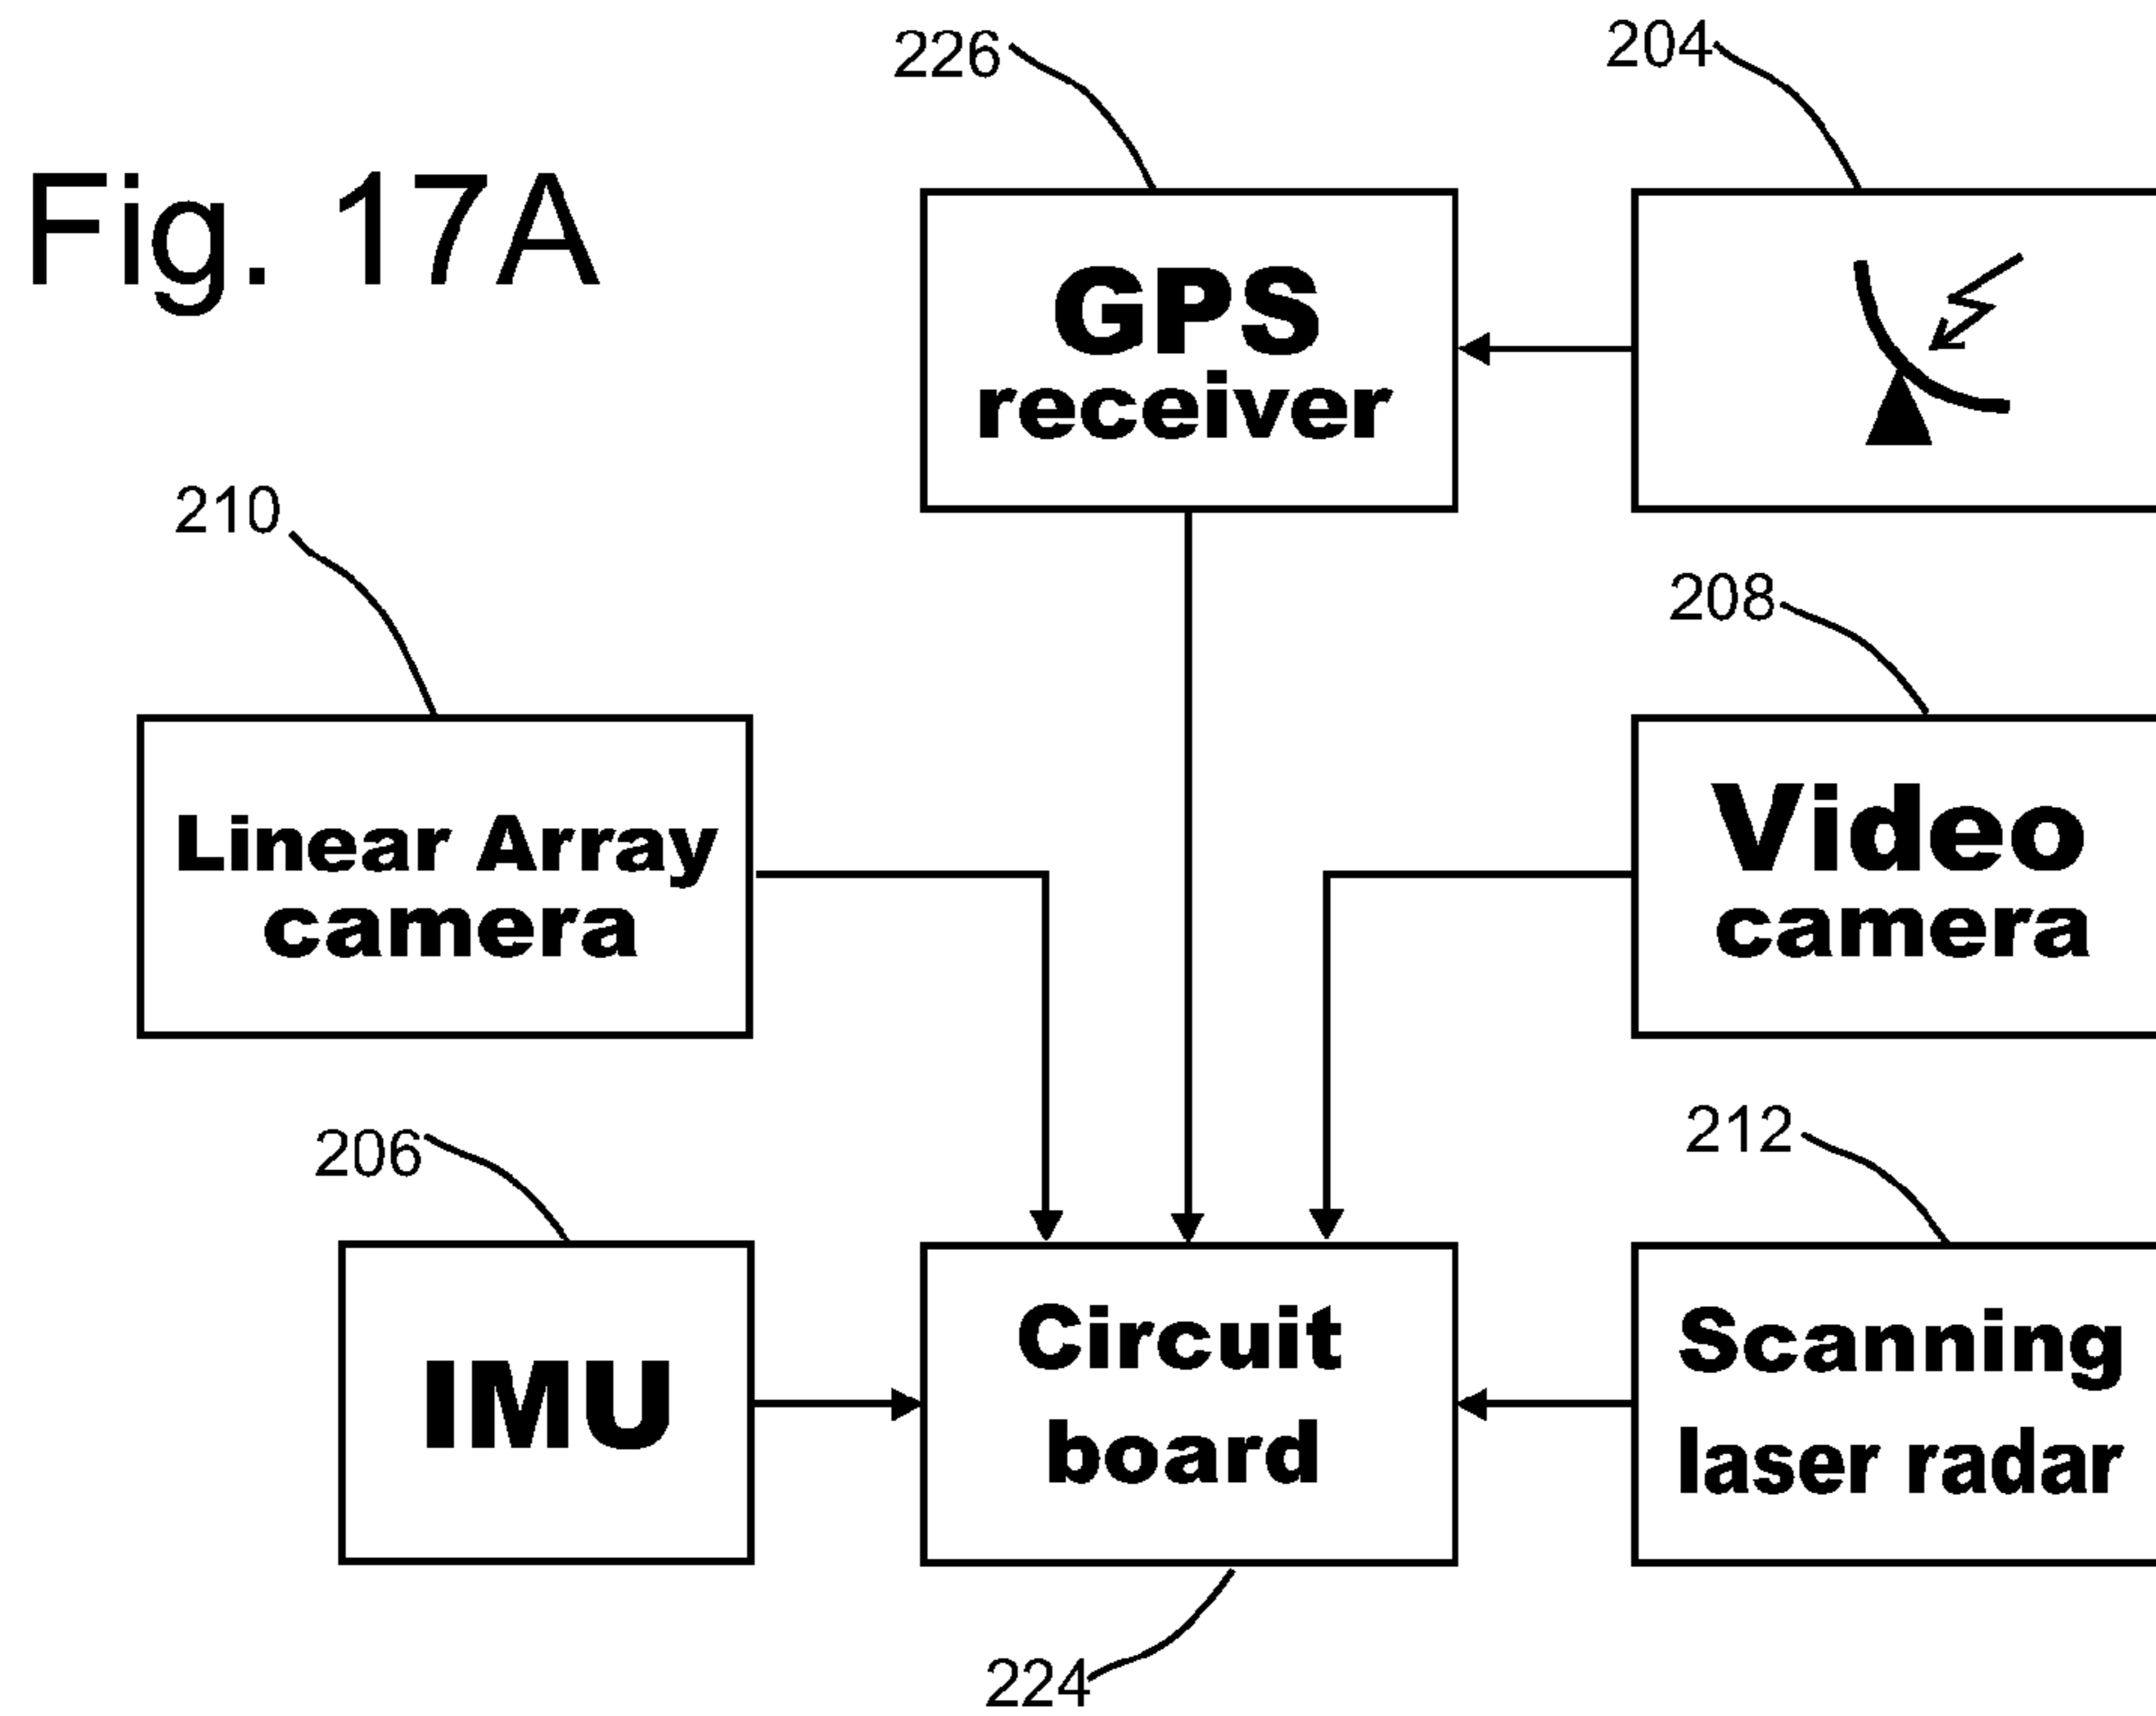 226
204
Fig. 17A
GPS
receiver
210
208
Linear Array
camera
Video
camera
206
212
IMU
Circuit
board
Scanning
laser radar
224